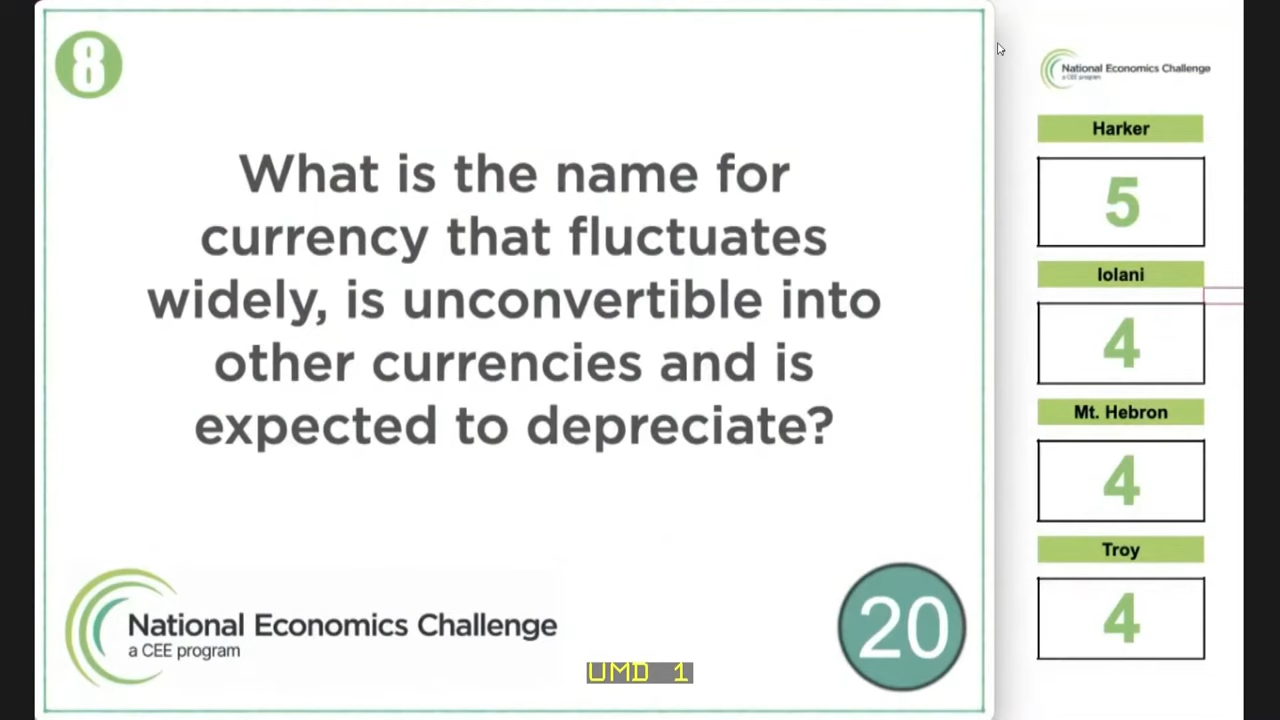 8
What is the name for
currency that fluctuates
widely, is unconvertible into
other currencies and is
expected to depreciate?
National Economics Challenge
a CEE program
20
UMD 1
National Economics Challenge
a CEE program
Harker
5
Iolani
4
Mt. Hebron
4
Troy
4